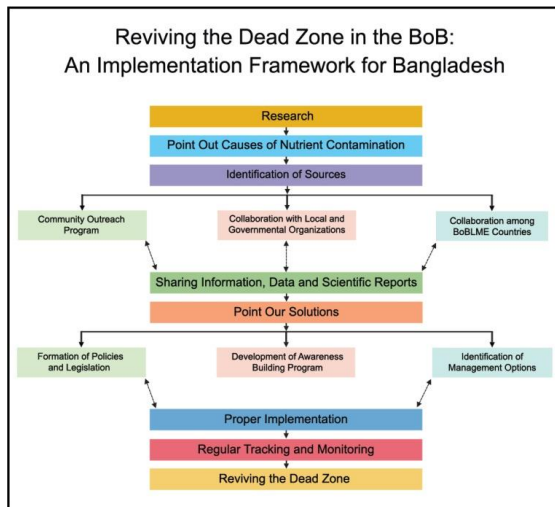 Reviving the Dead Zone in the BoB:
An Implementation Framework for Bangladesh
Research
Point Out Causes of Nutrient Contamination
Identification of Sources
Community Outreach
Program
Collaboration with Local and
Governmental Organizations
Collaboration among
BoBLME Countries
Sharing Information, Data and Scientific Reports
Point Our Solutions
Formation of Policies
and Legislation
Development of Awareness
Building Program
Identification of
Management Options
Proper Implementation
Regular Tracking and Monitoring
Reviving the Dead Zone